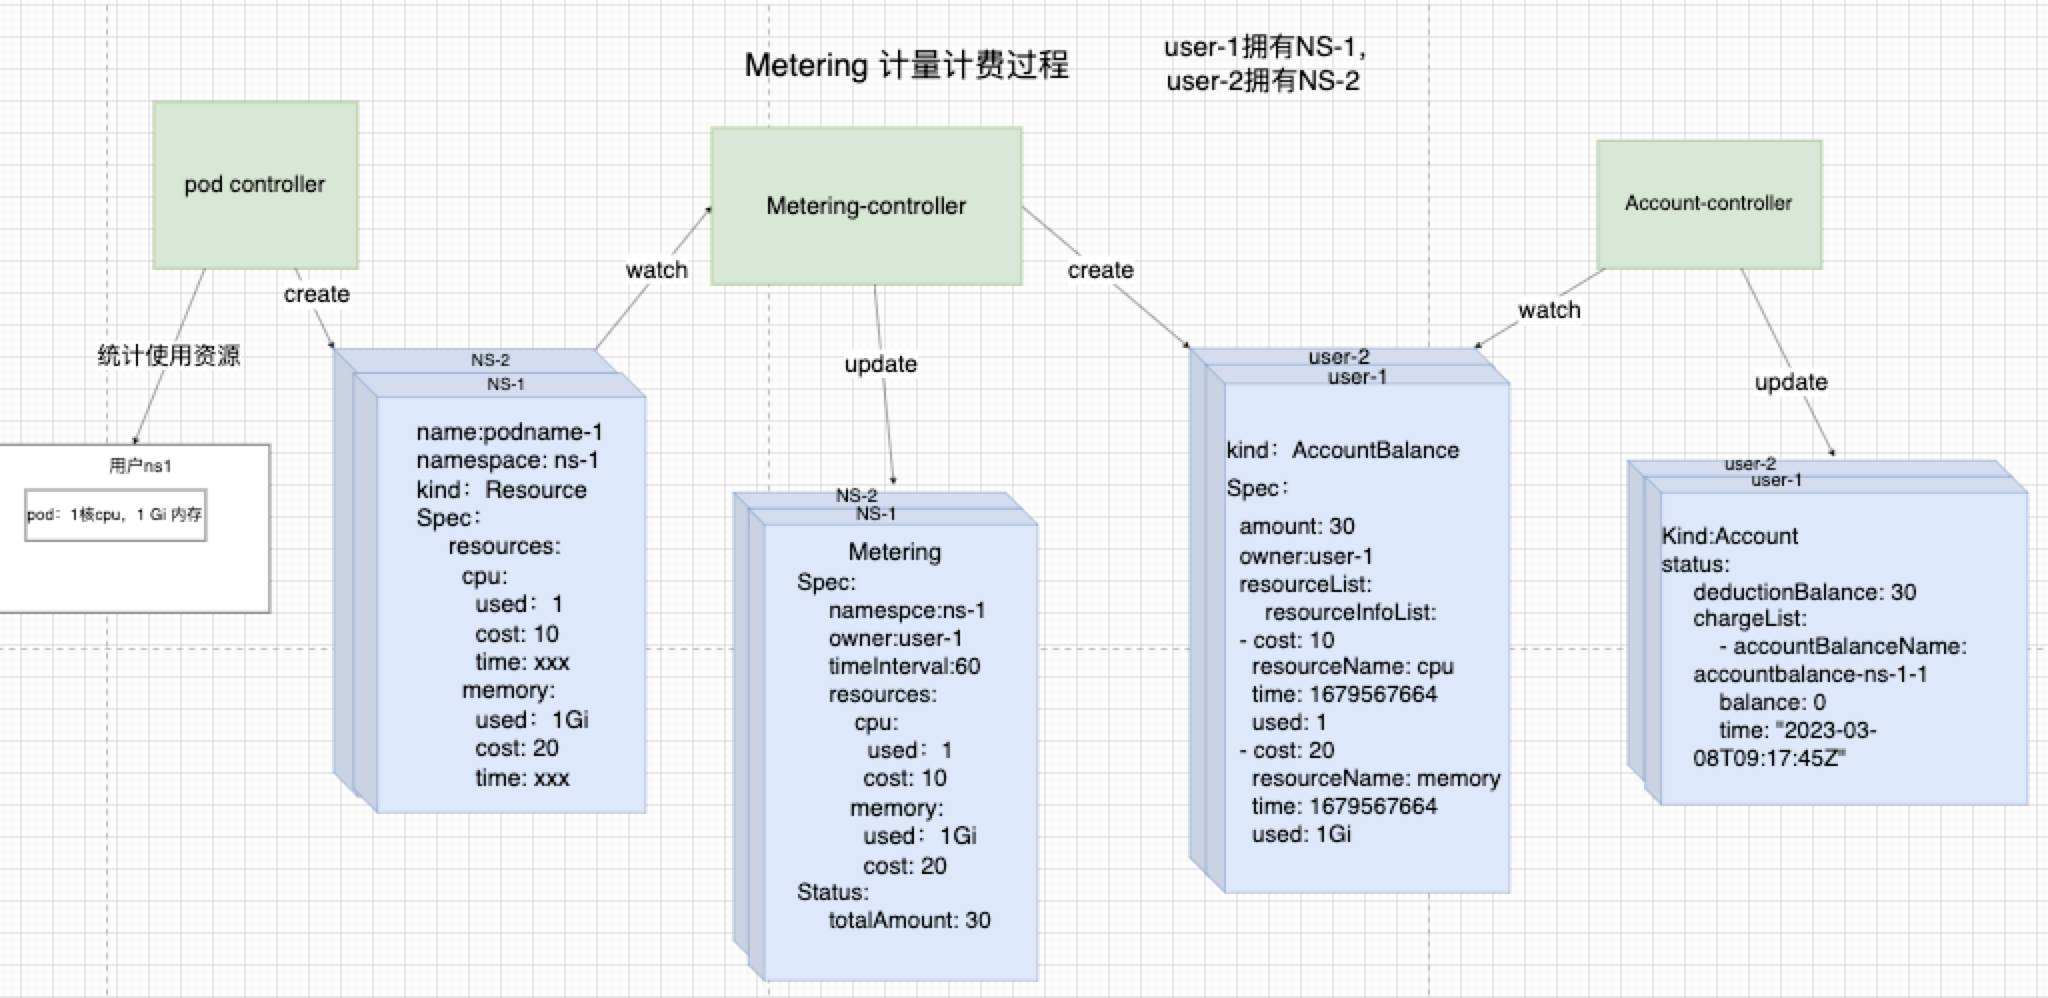 Metering 计量计费过程
user-1拥有NS-1,
user-2拥有NS-2
pod controller
Metering-controller
Account-controller
create
watch
create
watch
统计使用资源
update
update
用户ns1
pod：1核cpu，1 Gi 内存
NS-2
NS-1
name:podname-1
namespace: ns-1
kind：Resource
Spec：
resources:
cpu:
used：1
cost: 10
time: xxx
memory:
used：1Gi
cost: 20
time: xxx
NS-2
NS-1
Metering
Spec:
namespce:ns-1
owner:user-1
timeInterval:60
resources:
cpu:
used：1
cost: 10
memory:
used：1Gi
cost: 20
Status:
totalAmount: 30
user-2
user-1
kind：AccountBalance
Spec：
amount: 30
owner:user-1
resourceList:
resourceInfoList:
- cost: 10
resourceName: cpu
time: 1679567664
used: 1
- cost: 20
resourceName: memory
time: 1679567664
used: 1Gi
user-2
user-1
Kind:Account
status:
deductionBalance: 30
chargeList:
- accountBalanceName:
accountbalance-ns-1-1
balance: 0
time: "2023-03-
08T09:17:45Z"